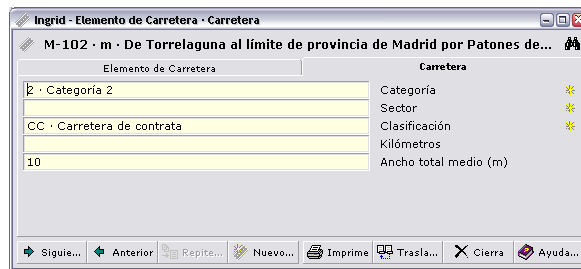 Ingrid - Elemento de Carretera · Carretera
M-102 · m · De Torrelaguna al límite de provincia de Madrid por Patones de...
Elemento de Carretera Carretera
2 · Categoría 2 Categoría
Sector
CC · Carretera de contrata Clasificación
Kilómetros
10 Ancho total medio (m)
Siguie... Anterior Repite... Nuevo... Imprime Trasla... Cierra Ayuda...